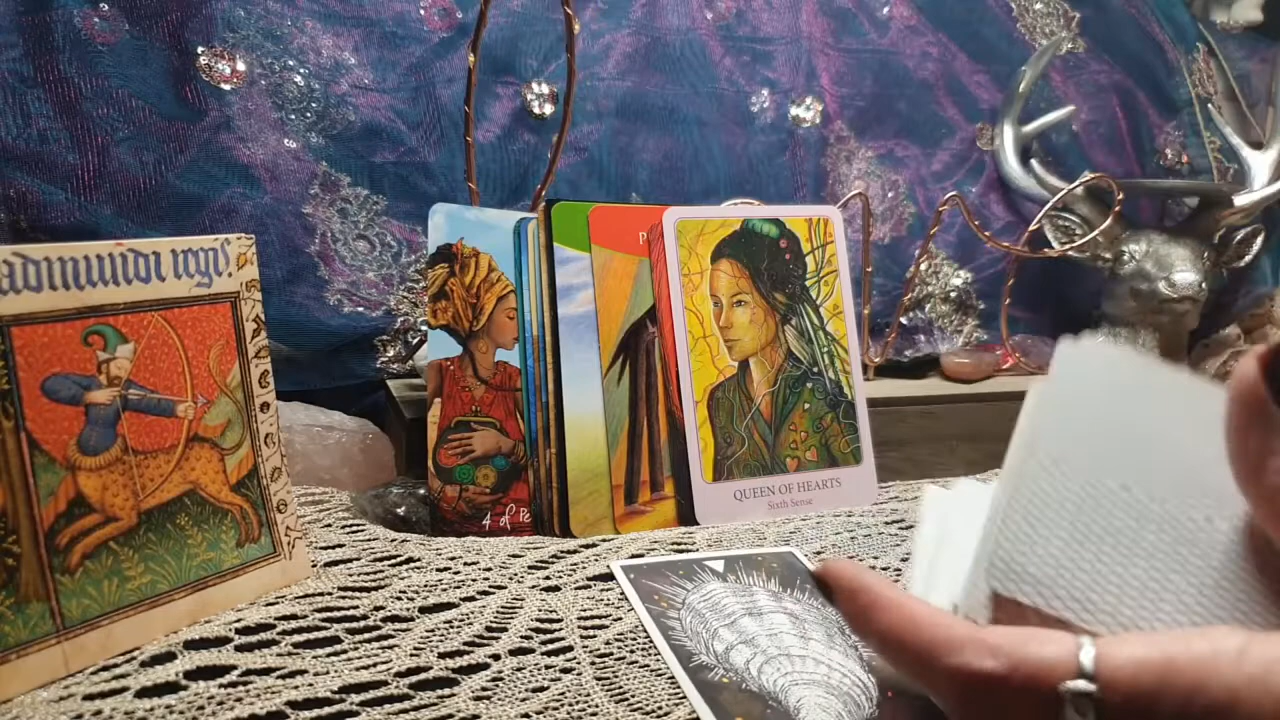 admundi regis.
4 of Pe
P
QUEEN OF HEARTS
Sixth Sense